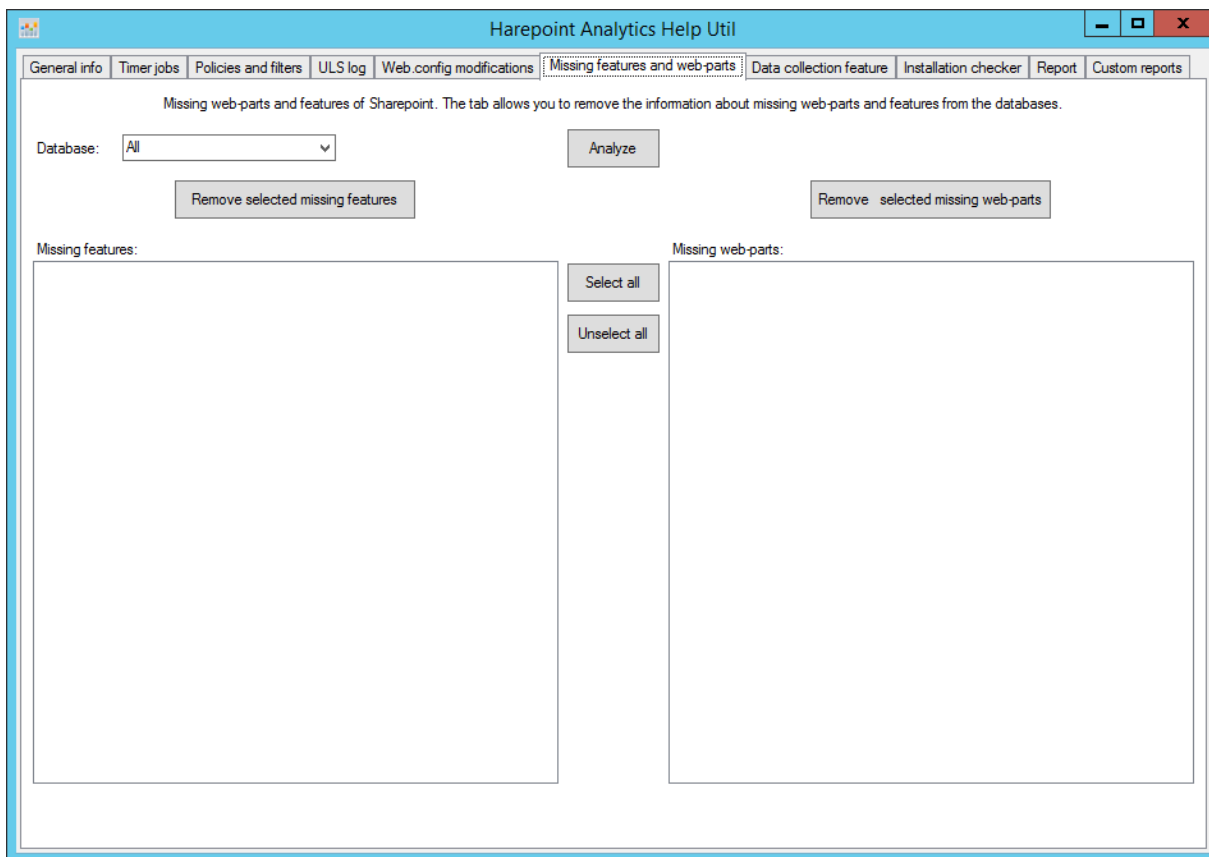 Harepoint Analytics Help Util
General info Timer jobs Policies and filters ULS log Web.config modifications Missing features and web-parts Data collection feature Installation checker Report Custom reports
Missing web-parts and features of Sharepoint. The tab allows you to remove the information about missing web-parts and features from the databases.
Database: All Analyze
Remove selected missing features Remove selected missing web-parts
Missing features: Missing web-parts:
Select all
Unselect all